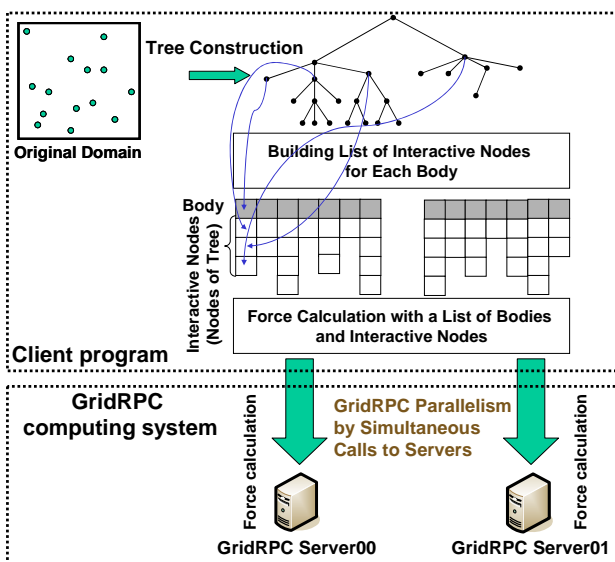 Tree Construction
Original Domain
Building List of Interactive Nodes
for Each Body
Body
Interactive Nodes
(Nodes of Tree)
Force Calculation with a List of Bodies
and Interactive Nodes
Client program
GridRPC
computing system
Force calculation
GridRPC Parallelism
by Simultaneous
Calls to Servers
Force calculation
GridRPC Server00
GridRPC Server01